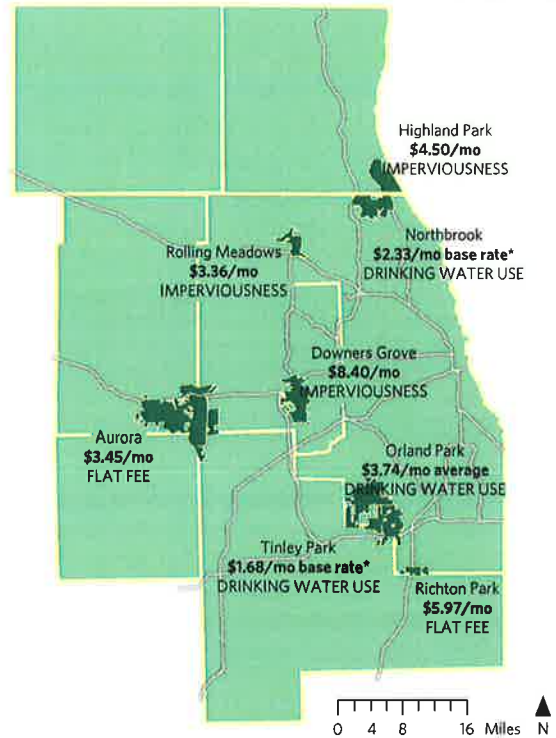 Highland Park
$4.50/mo
IMPERVIOUSNESS
Northbrook
$2.33/mo base rate*
DRINKING WATER USE
Rolling Meadows
$3.36/mo
IMPERVIOUSNESS
Downers Grove
$8.40/mo
IMPERVIOUSNESS
Aurora
$3.45/mo
FLAT FEE
Orland Park
$3.74/mo average
DRINKING WATER USE
Tinley Park
$1.68/mo base rate*
DRINKING WATER USE
Richton Park
$5.97/mo
FLAT FEE
0 4 8 16 Miles N